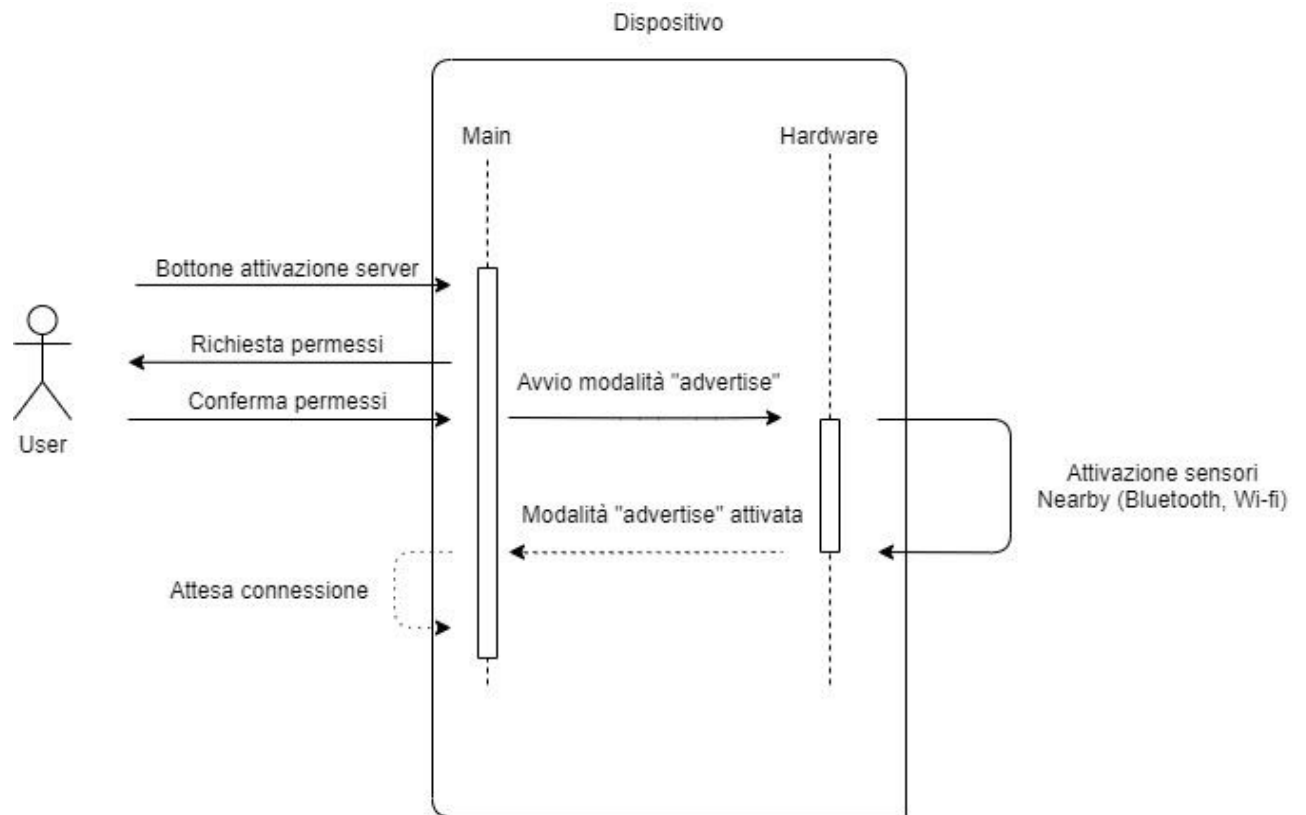 Dispositivo
Main
Hardware
Bottone attivazione server
Richiesta permessi
Conferma permessi
User
Avvio modalità "advertise"
Attivazione sensori
Nearby (Bluetooth, Wi-fi)
Modalità "advertise" attivata
Attesa connessione